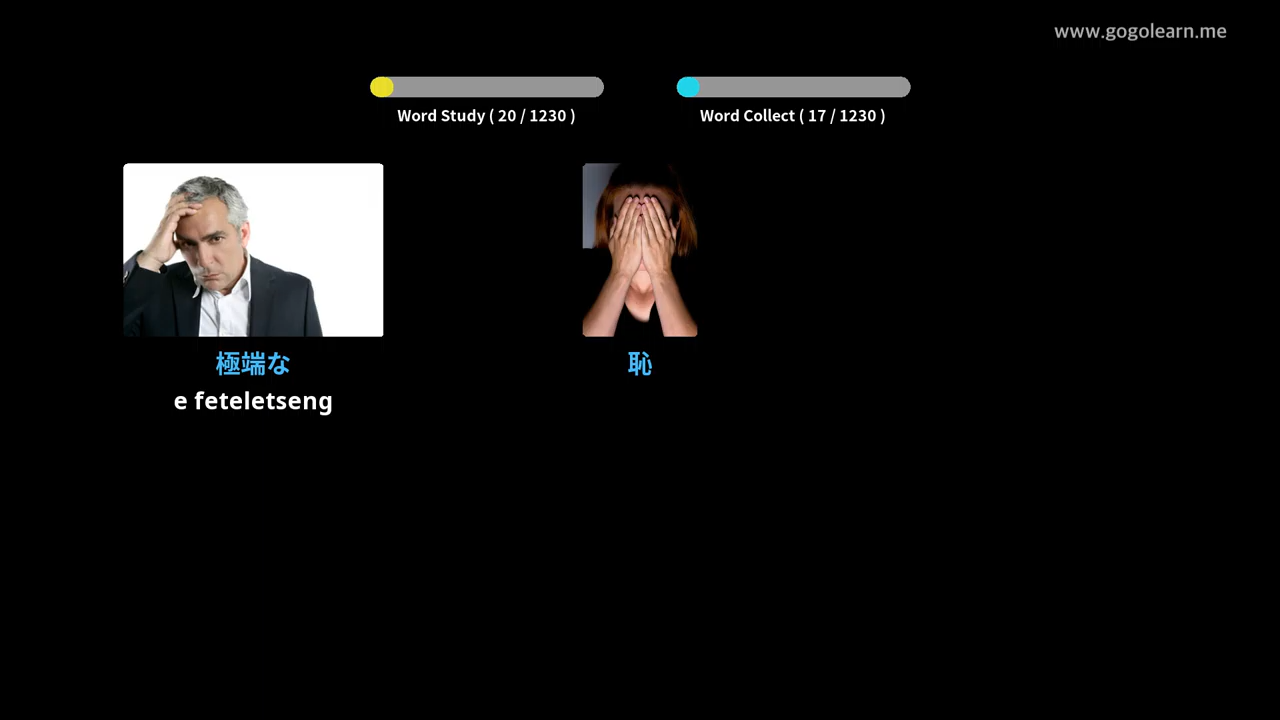 www.gogolearn.me
Word Study ( 20 / 1230 )
Word Collect ( 17 / 1230 )
極端な
e feteletseng
恥